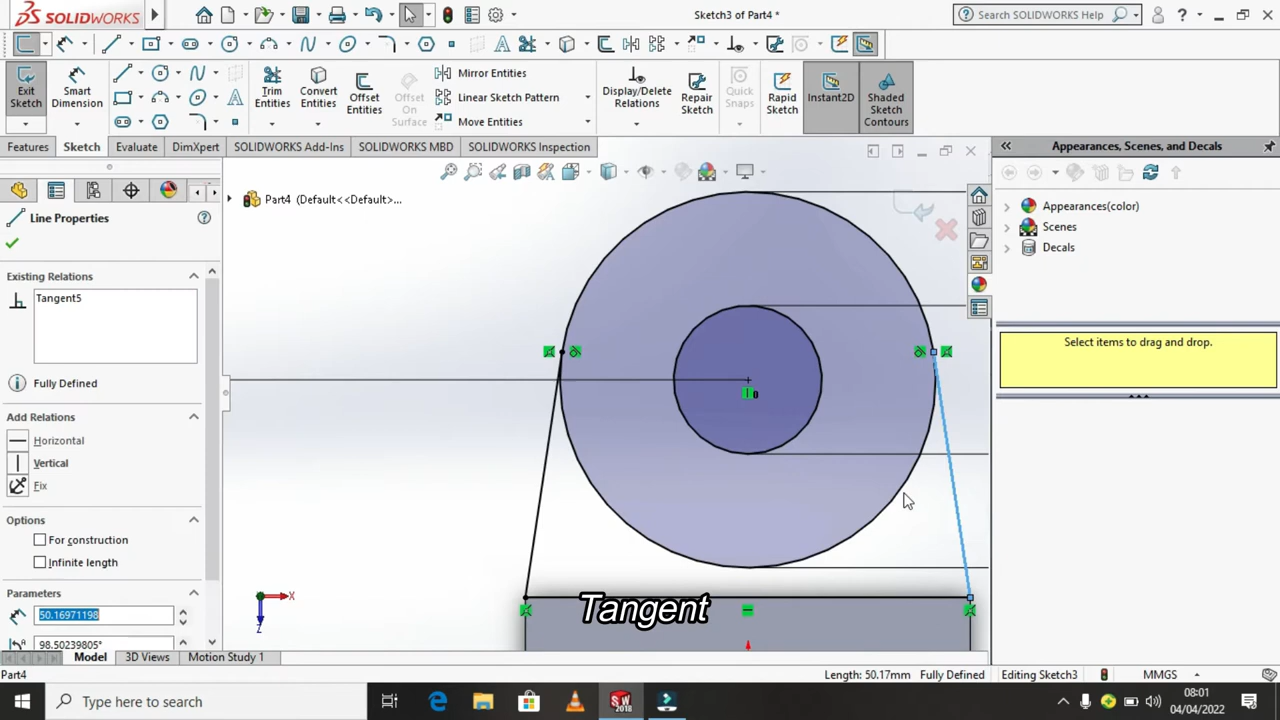 SOLIDWORKS
Sketch3 of Part4 *
Search SOLIDWORKS Help
Exit Sketch
Smart Dimension
Trim Entities
Convert Entities
Offset Entities
Offset On Surface
Mirror Entities
Linear Sketch Pattern
Move Entities
Display/Delete Relations
Repair Sketch
Quick Snaps
Rapid Sketch
Instant2D
Shaded Sketch Contours
Features
Sketch
Evaluate
DimXpert
SOLIDWORKS Add-Ins
SOLIDWORKS MBD
SOLIDWORKS Inspection
Appearances, Scenes, and Decals
Line Properties
Part4 (Default<<Default>...
Appearances(color)
Scenes
Decals
Existing Relations
Tangent5
Select items to drag and drop.
Fully Defined
0
Add Relations
Horizontal
Vertical
Fix
Options
For construction
Infinite length
X
Z
Tangent
Parameters
50.16971198
98.50239805°
Model
3D Views
Motion Study 1
Part4
Length: 50.17mm
Fully Defined
Editing Sketch3
MMGS
Type here to search
SW
2018
08:01
04/04/2022